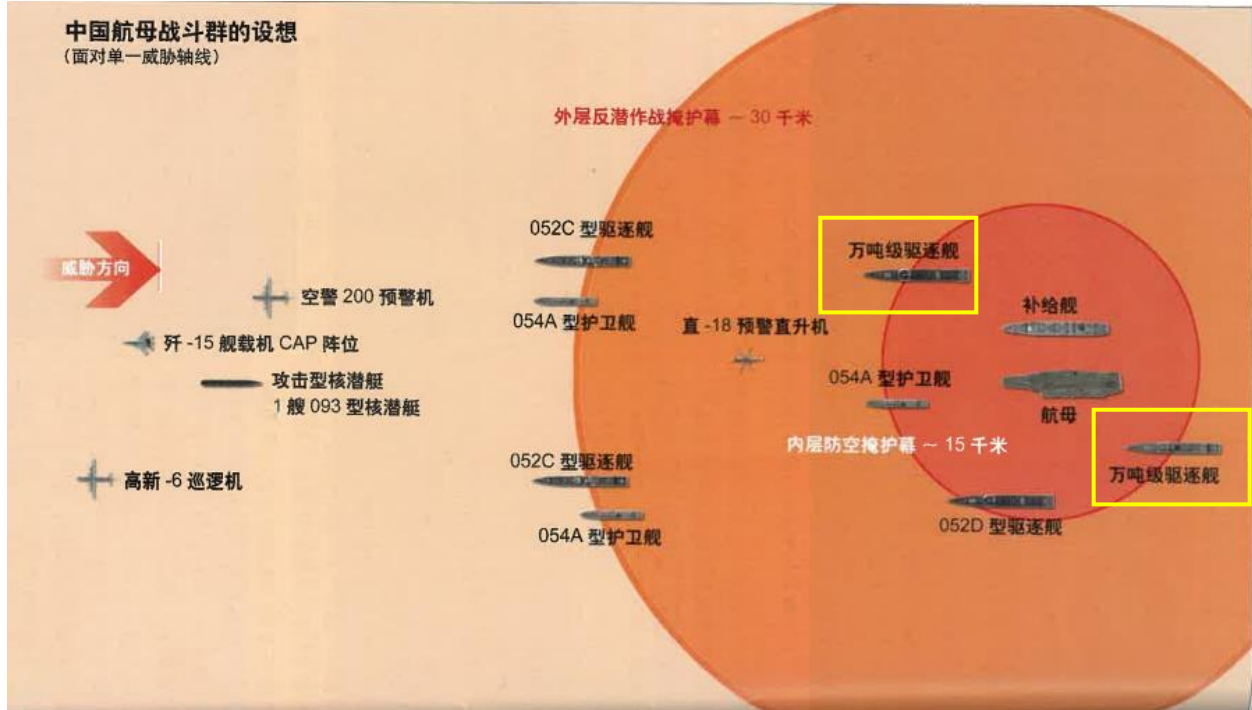 中国航母战斗群的设想
(面对单一威胁轴线)
外层反潜作战掩护幕 ~ 30 千米
052C 型驱逐舰
万吨级驱逐舰
威胁方向
空警 200 预警机
补给舰
054A 型护卫舰
直 -18 预警直升机
歼 -15 舰载机 CAP 阵位
攻击型核潜艇
1 艘 093 型核潜艇
054A 型护卫舰
航母
内层防空掩护幕 ~ 15 千米
052C 型驱逐舰
高新 -6 巡逻机
万吨级驱逐舰
052D 型驱逐舰
054A 型护卫舰